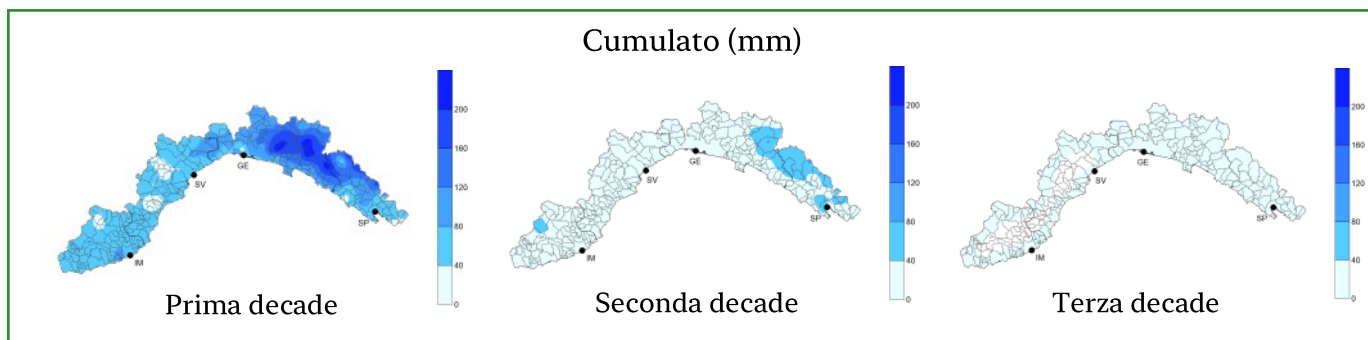 Cumulato (mm)
200
160
120
80
40
0
GE
SV
SP
IM
Prima decade
200
160
120
80
40
0
GE
SV
SP
IM
Seconda decade
200
160
120
80
40
0
GE
SV
SP
IM
Terza decade